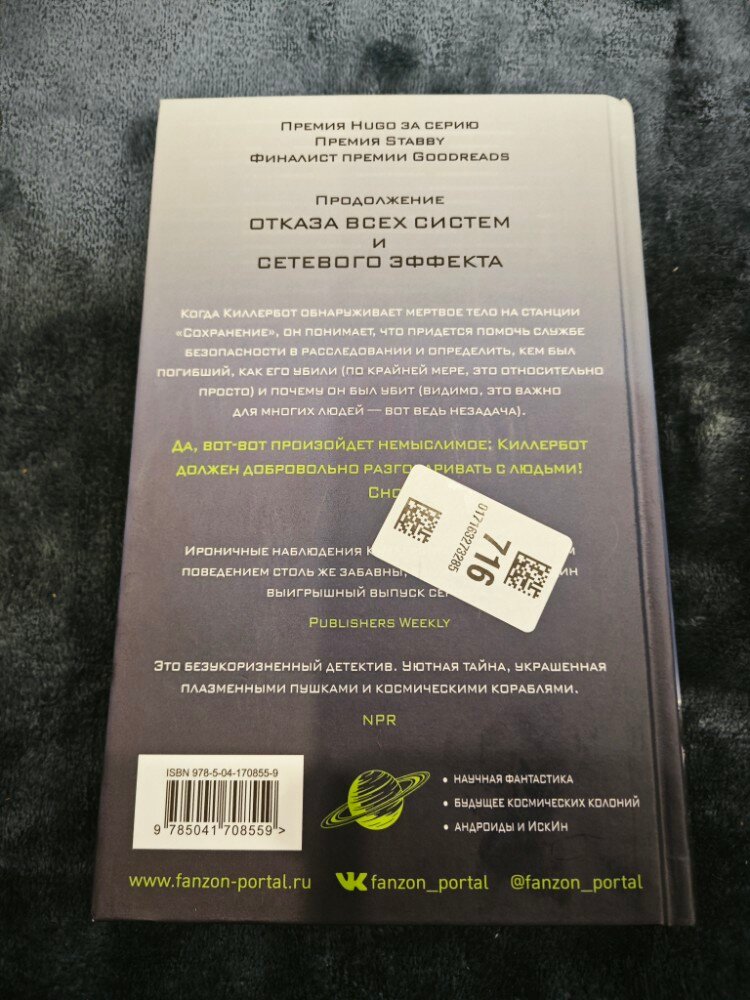 Премия Hugo за серию
Премия Stabby
Финалист премии Goodreads
Продолжение
ОТКАЗА ВСЕХ СИСТЕМ
И
СЕТЕВОГО ЭФФЕКТА
Когда Киллербот обнаруживает мертвое тело на станции
«Сохранение», он понимает, что придется помочь службе
безопасности в расследовании и определить, кем был
погибший, как его убили (по крайней мере, это относительно
просто) и почему он был убит (видимо, это важно
для многих людей — вот ведь незадача).
Да, вот-вот произойдет немыслимое: Киллербот
должен добровольно разговаривать с людьми!
716
017163273285
Ироничные наблюдения
поведением столь же забавны,
выигрышный выпуск
Publishers Weekly
Это безукоризненный детектив. Уютная тайна, украшенная
плазменными пушками и космическими кораблями.
NPR
ISBN 978-5-04-170855-9
9 785041 708559 >
• научная фантастика
• будущее космических колоний
• андроиды и ИскИн
www.fanzon-portal.ru fanzon_portal @fanzon_portal